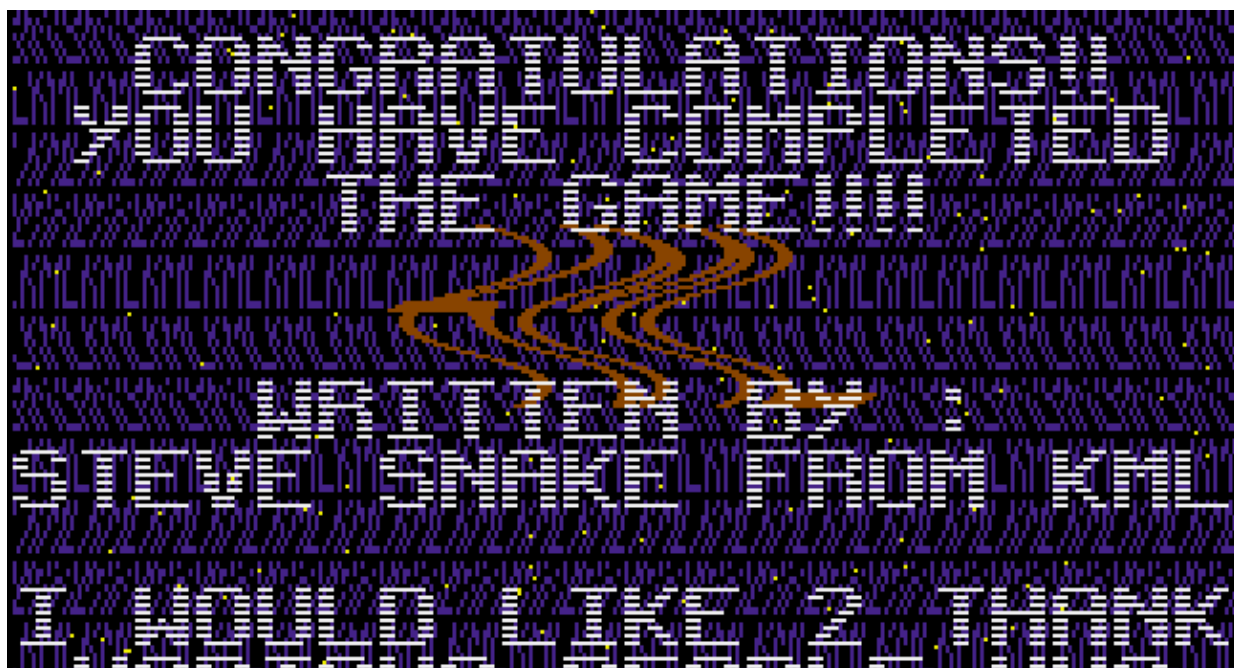 CONGRATULATIONS!!
YOU HAVE COMPLETED
THE GAME!!!!
WRITTEN BY :
STEVE SNAKE FROM KML
I WOULD LIKE 2 THANK